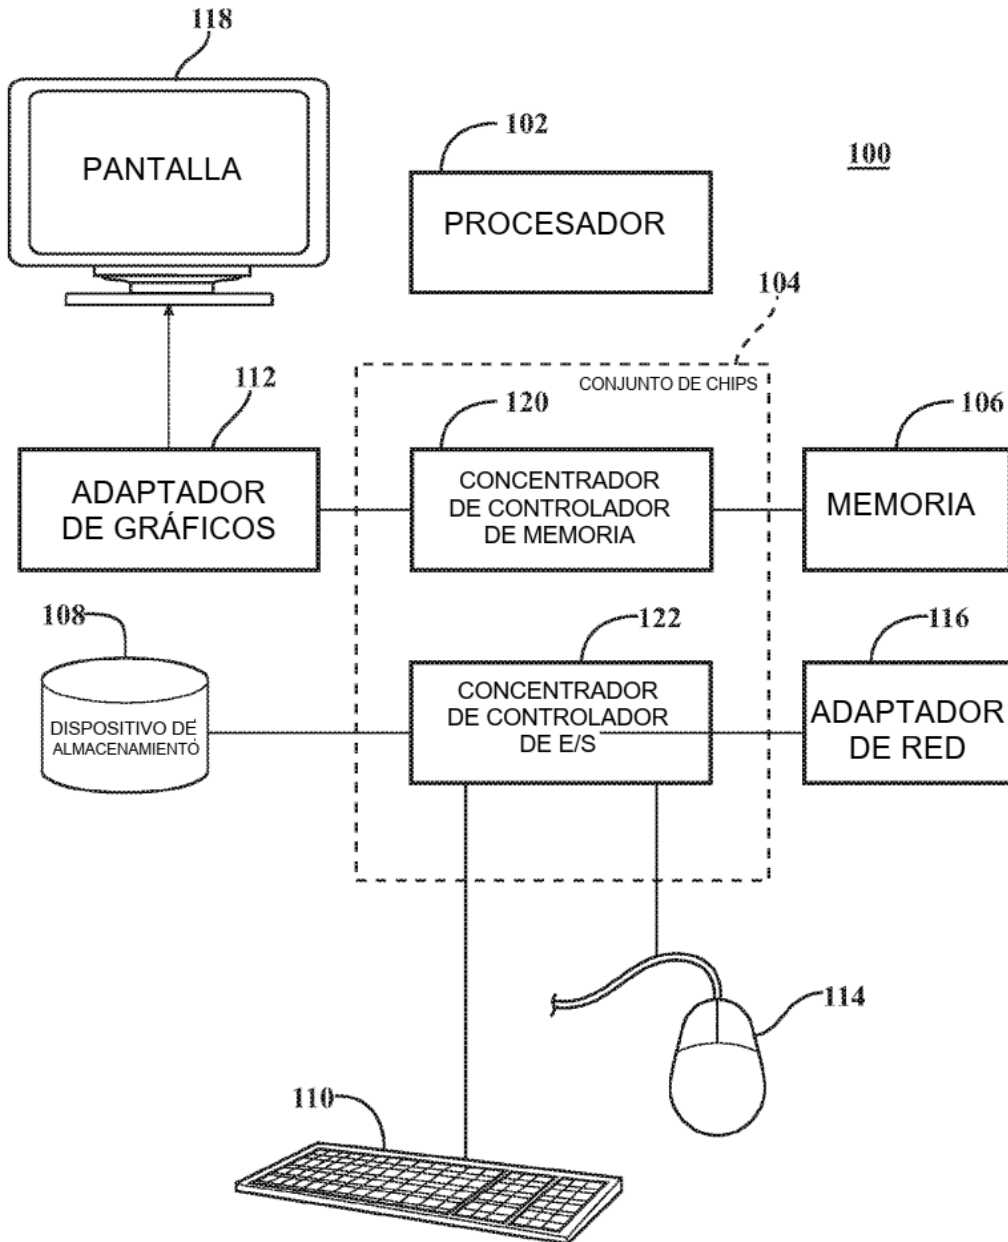 118
102
PANTALLA
100
PROCESADOR
104
112
CONJUNTO DE CHIPS
120
106
ADAPTADOR
DE GRÁFICOS
CONCENTRADOR
DE CONTROLADOR
DE MEMORIA
MEMORIA
108
122
116
DISPOSITIVO DE
ALMACENAMIENTO
CONCENTRADOR
DE CONTROLADOR
DE E/S
ADAPTADOR
DE RED
114
110